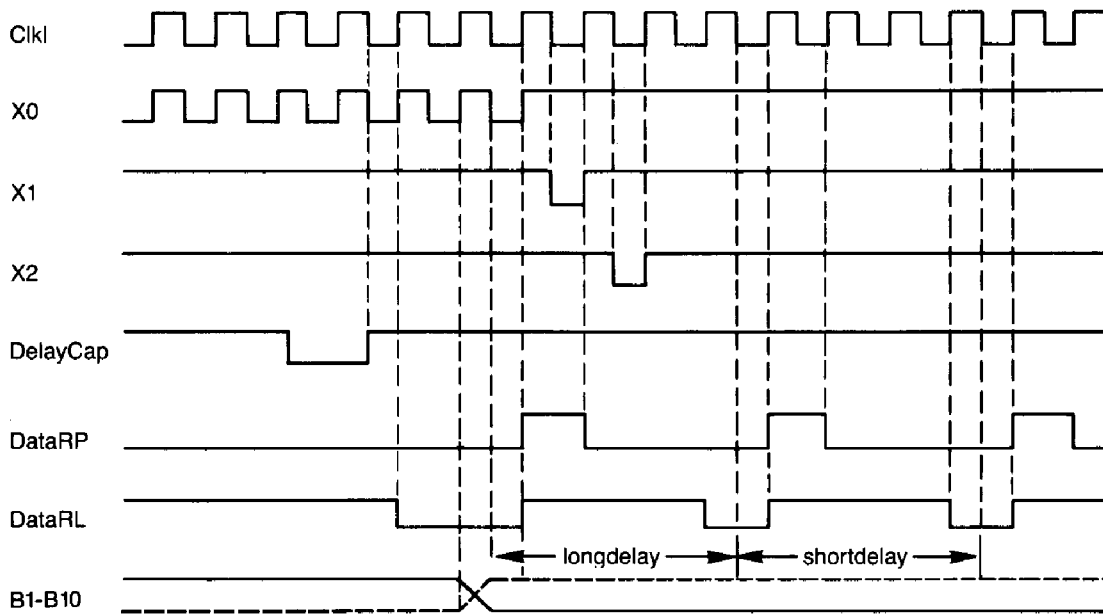 Clkl
X0
X1
X2
DelayCap
DataRP
DataRL
longdelay
shortdelay
B1-B10